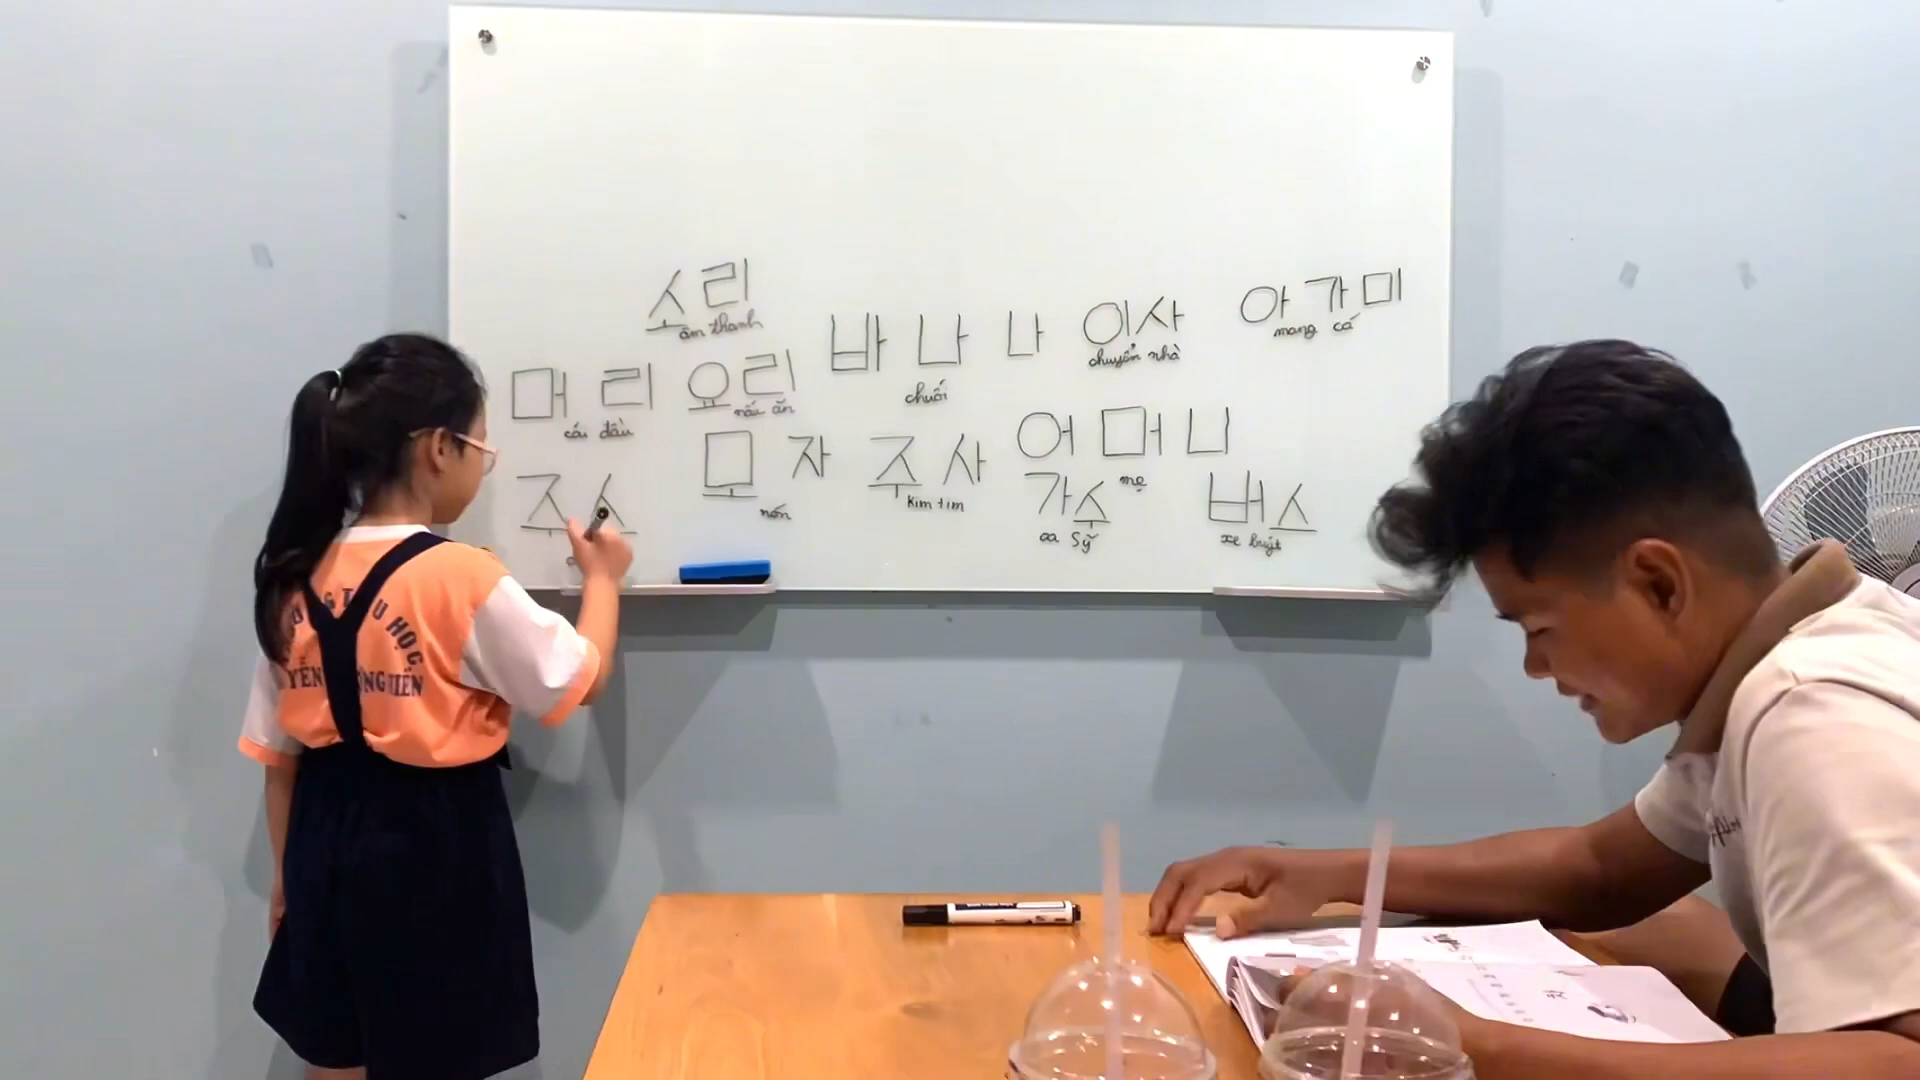 소리
âm thanh
바나나
chuối
이사
chuyển nhà
아가미
mang cá
머리
cái đầu
요리
nấu ăn
모자
nón
주사
kim tim
어머니
mẹ
가수
ca sỹ
버스
xe buýt
주스